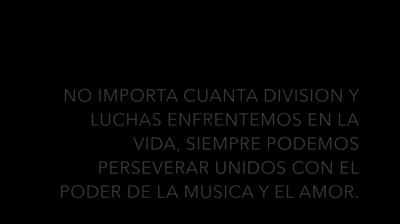 NO IMPORTA CUANTA DIVISION Y
LUCHAS ENFRENTEMOS EN LA
VIDA, SIEMPRE PODEMOS
PERSEVERAR UNIDOS CON EL
PODER DE LA MUSICA Y EL AMOR.